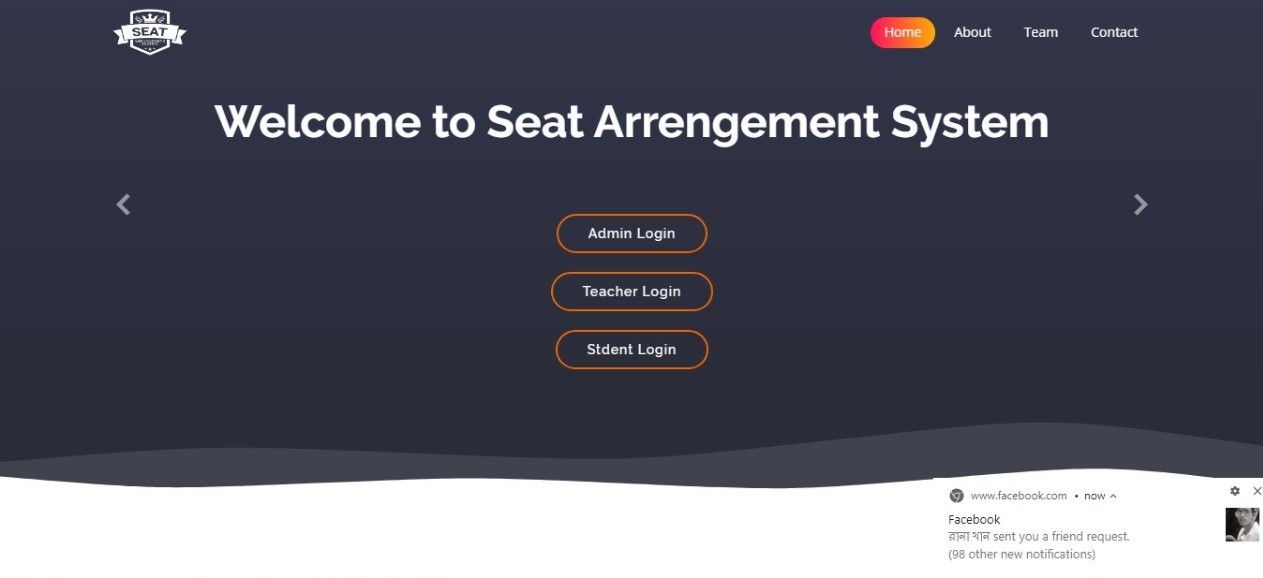 SEAT
Home
About
Team
Contact
Welcome to Seat Arrengement System
Admin Login
Teacher Login
Stdent Login
www.facebook.com • now
Facebook
রানা খান sent you a friend request.
(98 other new notifications)